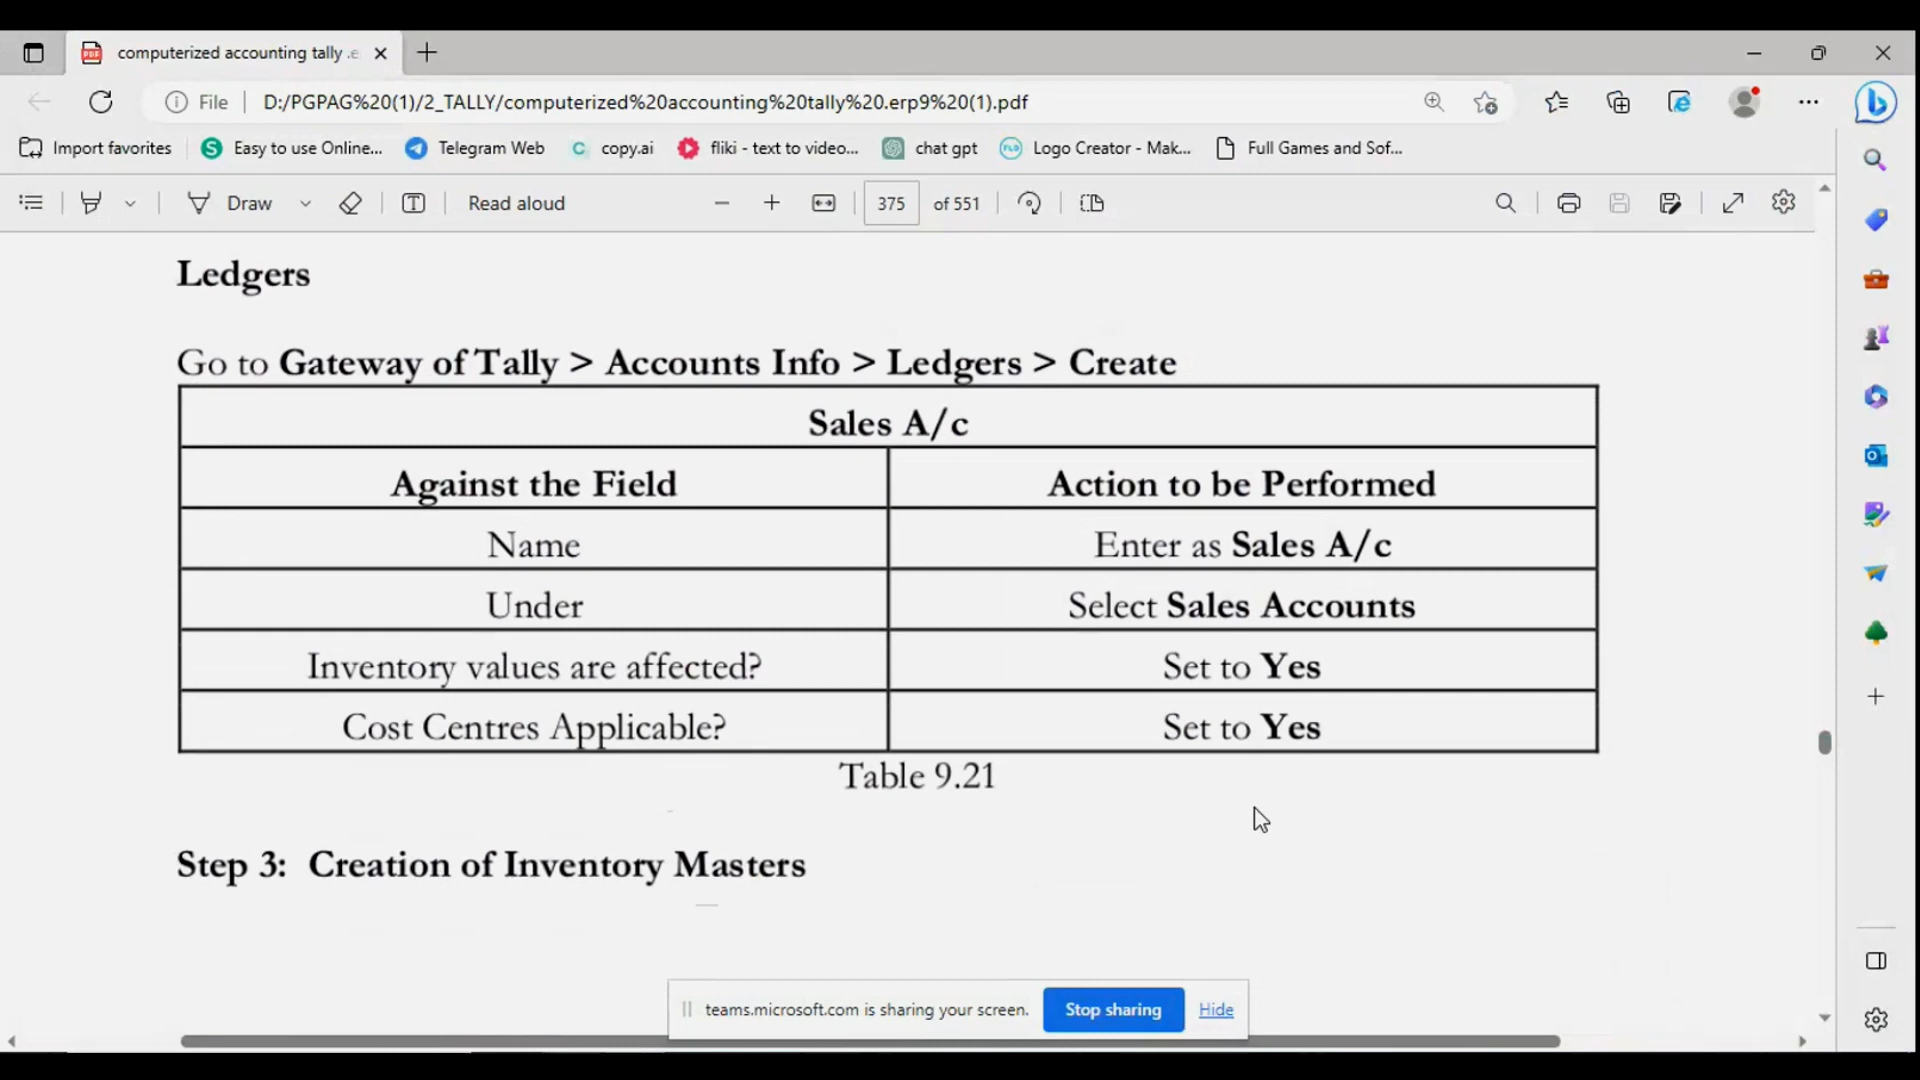 computerized accounting tally .e
File
D:/PGPAG%20(1)/2_TALLY/computerized%20accounting%20tally%20.erp9%20(1).pdf
Import favorites
Easy to use Online...
Telegram Web
copy.ai
fliki - text to video...
chat gpt
Logo Creator - Mak...
Full Games and Sof...
Draw
Read aloud
375 of 551
Ledgers
Go to Gateway of Tally > Accounts Info > Ledgers > Create
Sales A/c
Against the Field Action to be Performed
Name Enter as Sales A/c
Under Select Sales Accounts
Inventory values are affected? Set to Yes
Cost Centres Applicable? Set to Yes
Table 9.21
Step 3: Creation of Inventory Masters
teams.microsoft.com is sharing your screen. Stop sharing Hide